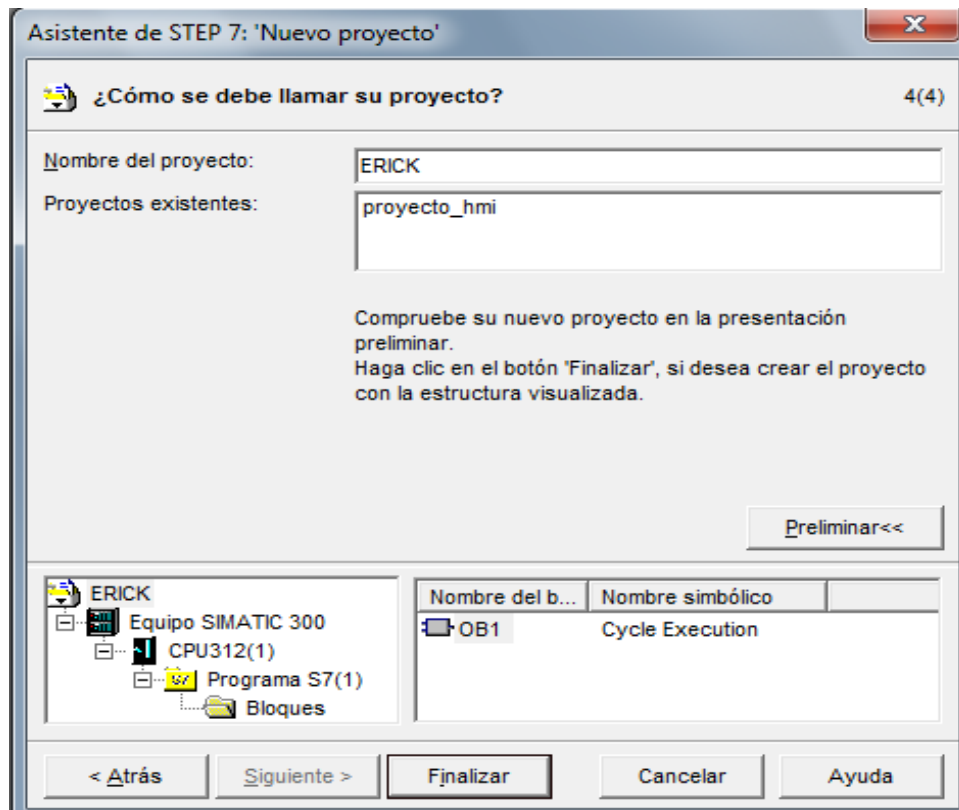 Asistente de STEP 7: 'Nuevo proyecto'
¿Cómo se debe llamar su proyecto? 4(4)
Nombre del proyecto: ERICK
Proyectos existentes: proyecto_hmi
Compruebe su nuevo proyecto en la presentación
preliminar.
Haga clic en el botón 'Finalizar', si desea crear el proyecto
con la estructura visualizada.
Preliminar<<
ERICK
Equipo SIMATIC 300
CPU312(1)
Programa S7(1)
Bloques
Nombre del b... Nombre simbólico
OB1 Cycle Execution
< Atrás Siguiente > Finalizar Cancelar Ayuda